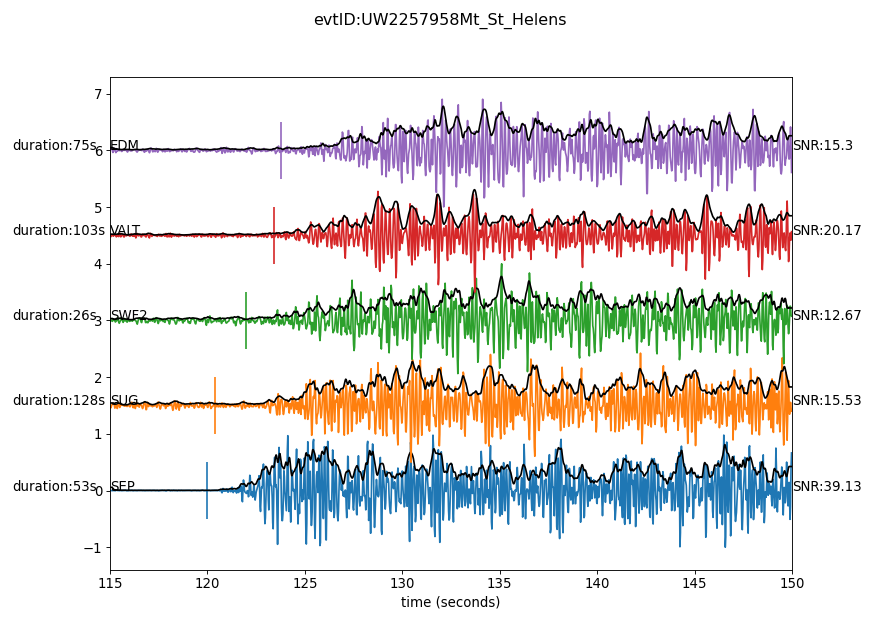 evtID:UW2257958Mt_St_Helens
7
duration:75s EDM SNR:15.3
6
5
duration:103s VALT SNR:20.17
4
duration:26s SWF2 SNR:12.67
3
2
duration:128s SUG SNR:15.53
1
duration:53s SEP SNR:39.13
0
−1
115 120 125 130 135 140 145 150
time (seconds)